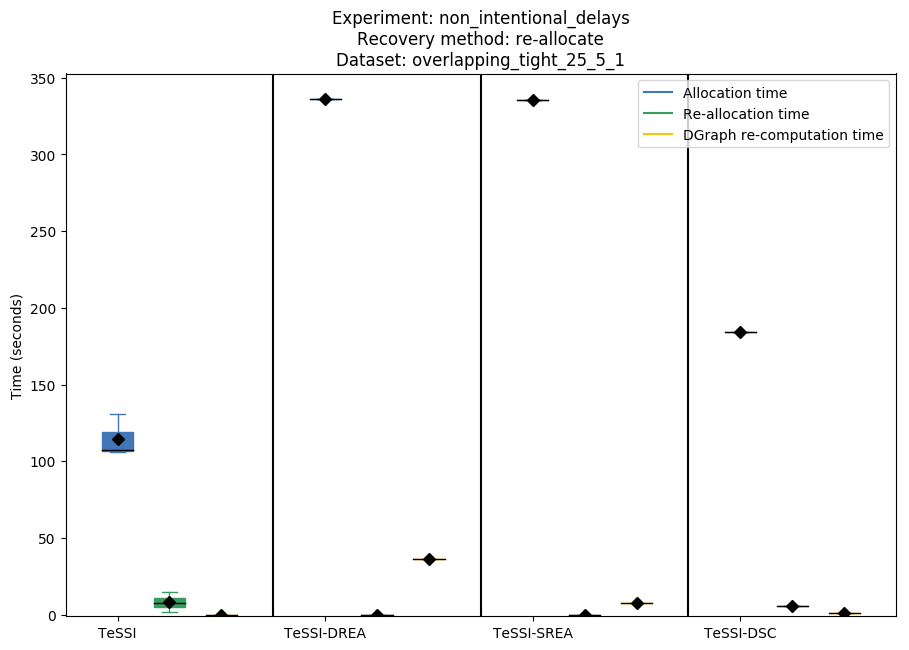 Experiment: non_intentional_delays
Recovery method: re-allocate
Dataset: overlapping_tight_25_5_1
Allocation time
Re-allocation time
DGraph re-computation time
Time (seconds)
350
300
250
200
150
100
50
0
TeSSI
TeSSI-DREA
TeSSI-SREA
TeSSI-DSC